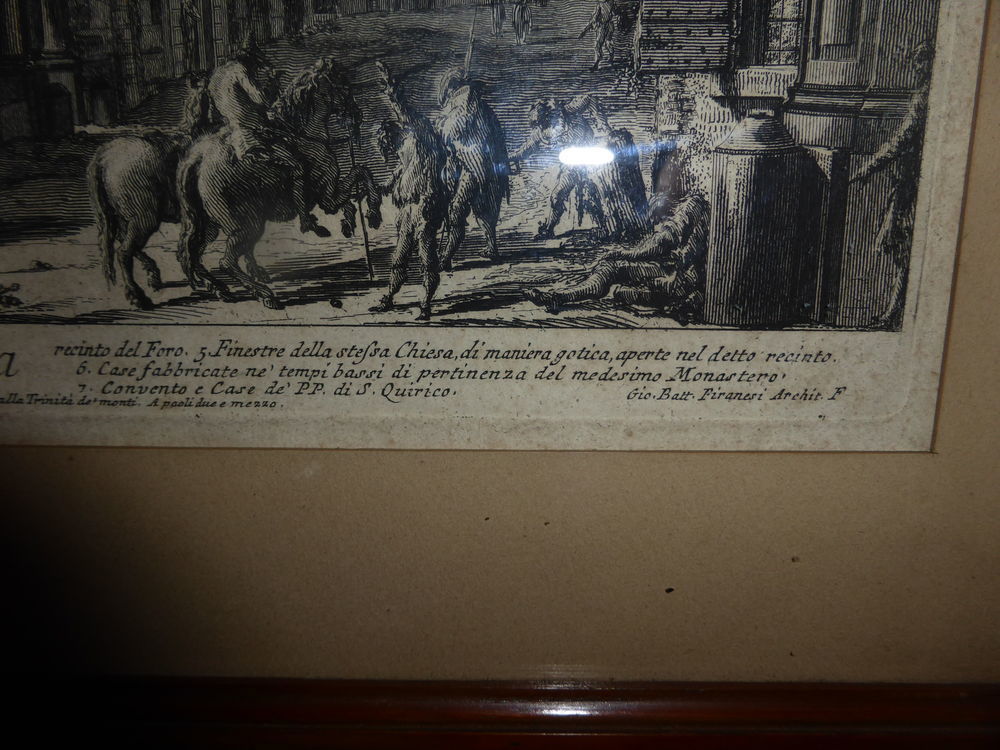 a
recinto del Foro. 5. Finestre della stessa Chiesa, di maniera gotica, aperte nel detto recinto.
6. Case fabbricate ne' tempi bassi di pertinenza del medesimo Monastero.
7. Convento e Case de' PP. di S. Quirico.
alla Trinità de' monti. A paoli due e mezzo.
Gio. Batt. Piranesi Archit. F